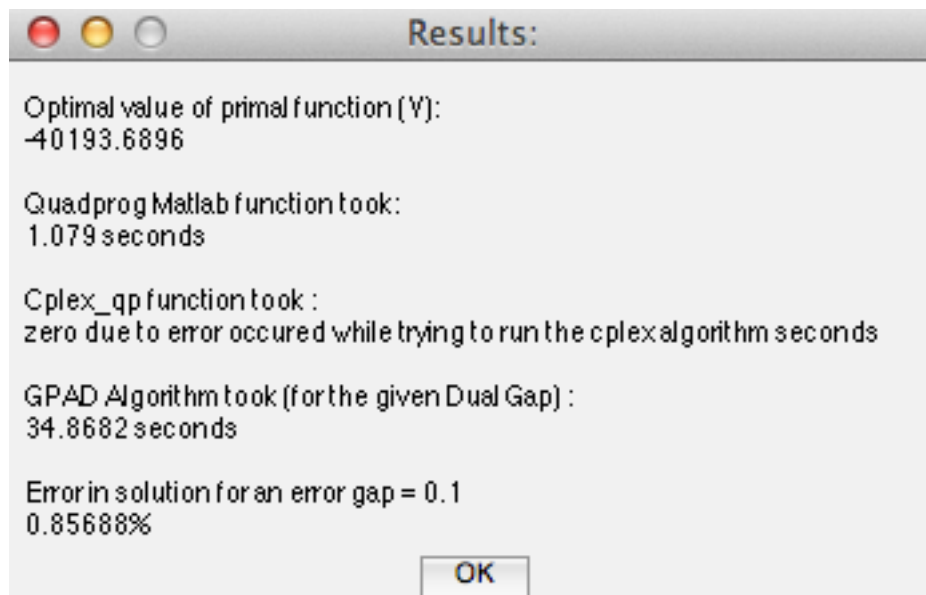 Results:
Optimal value of primal function (V):
-40193.6896
Quadprog Matlab function took:
1.079 seconds
Cplex_qp function took :
zero due to error occured while trying to run the cplex algorithm seconds
GPAD Algorithm took (for the given Dual Gap) :
34.8682 seconds
Error in solution for an error gap = 0.1
0.85688%
OK